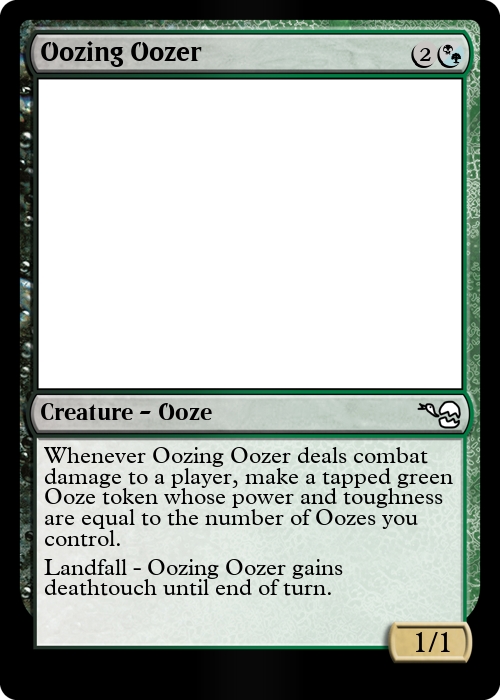 Oozing Oozer 2
Creature – Ooze
Whenever Oozing Oozer deals combat
damage to a player, make a tapped green
Ooze token whose power and toughness
are equal to the number of Oozes you
control.
Landfall - Oozing Oozer gains
deathtouch until end of turn.
1/1